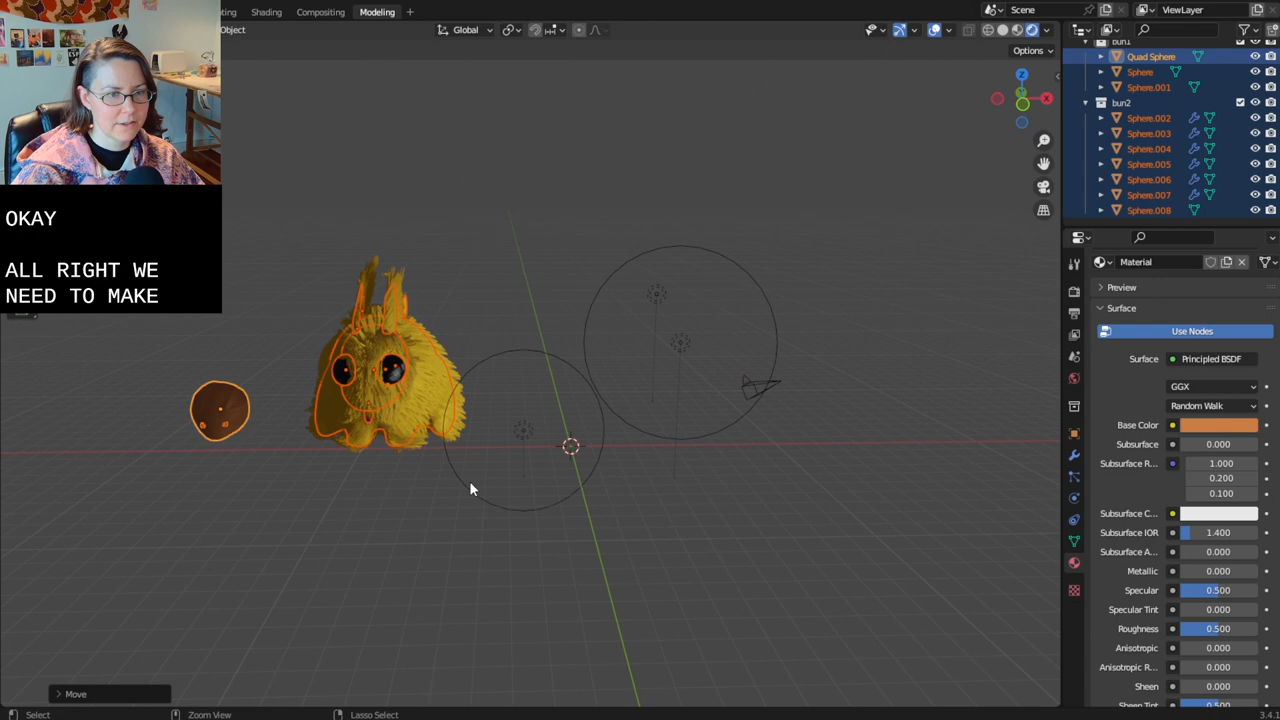 ting
Shading
Compositing
Modeling
+
Scene
ViewLayer
Object
Global
Options
bun1
Quad Sphere
Sphere
Sphere.001
bun2
Sphere.002
Sphere.003
Sphere.004
Sphere.005
Sphere.006
Sphere.007
Sphere.008
OKAY
ALL RIGHT WE
NEED TO MAKE
Z
X
Material
Preview
Surface
Use Nodes
Surface Principled BSDF
GGX
Random Walk
Base Color
Subsurface 0.000
Subsurface R... 1.000
0.200
0.100
Subsurface C...
Subsurface IOR 1.400
Subsurface A... 0.000
Metallic 0.000
Specular 0.500
Specular Tint 0.000
Roughness 0.500
Anisotropic 0.000
Anisotropic R... 0.000
Sheen 0.000
Sheen Tint 0.500
Move
Select
Zoom View
Lasso Select
3.4.1